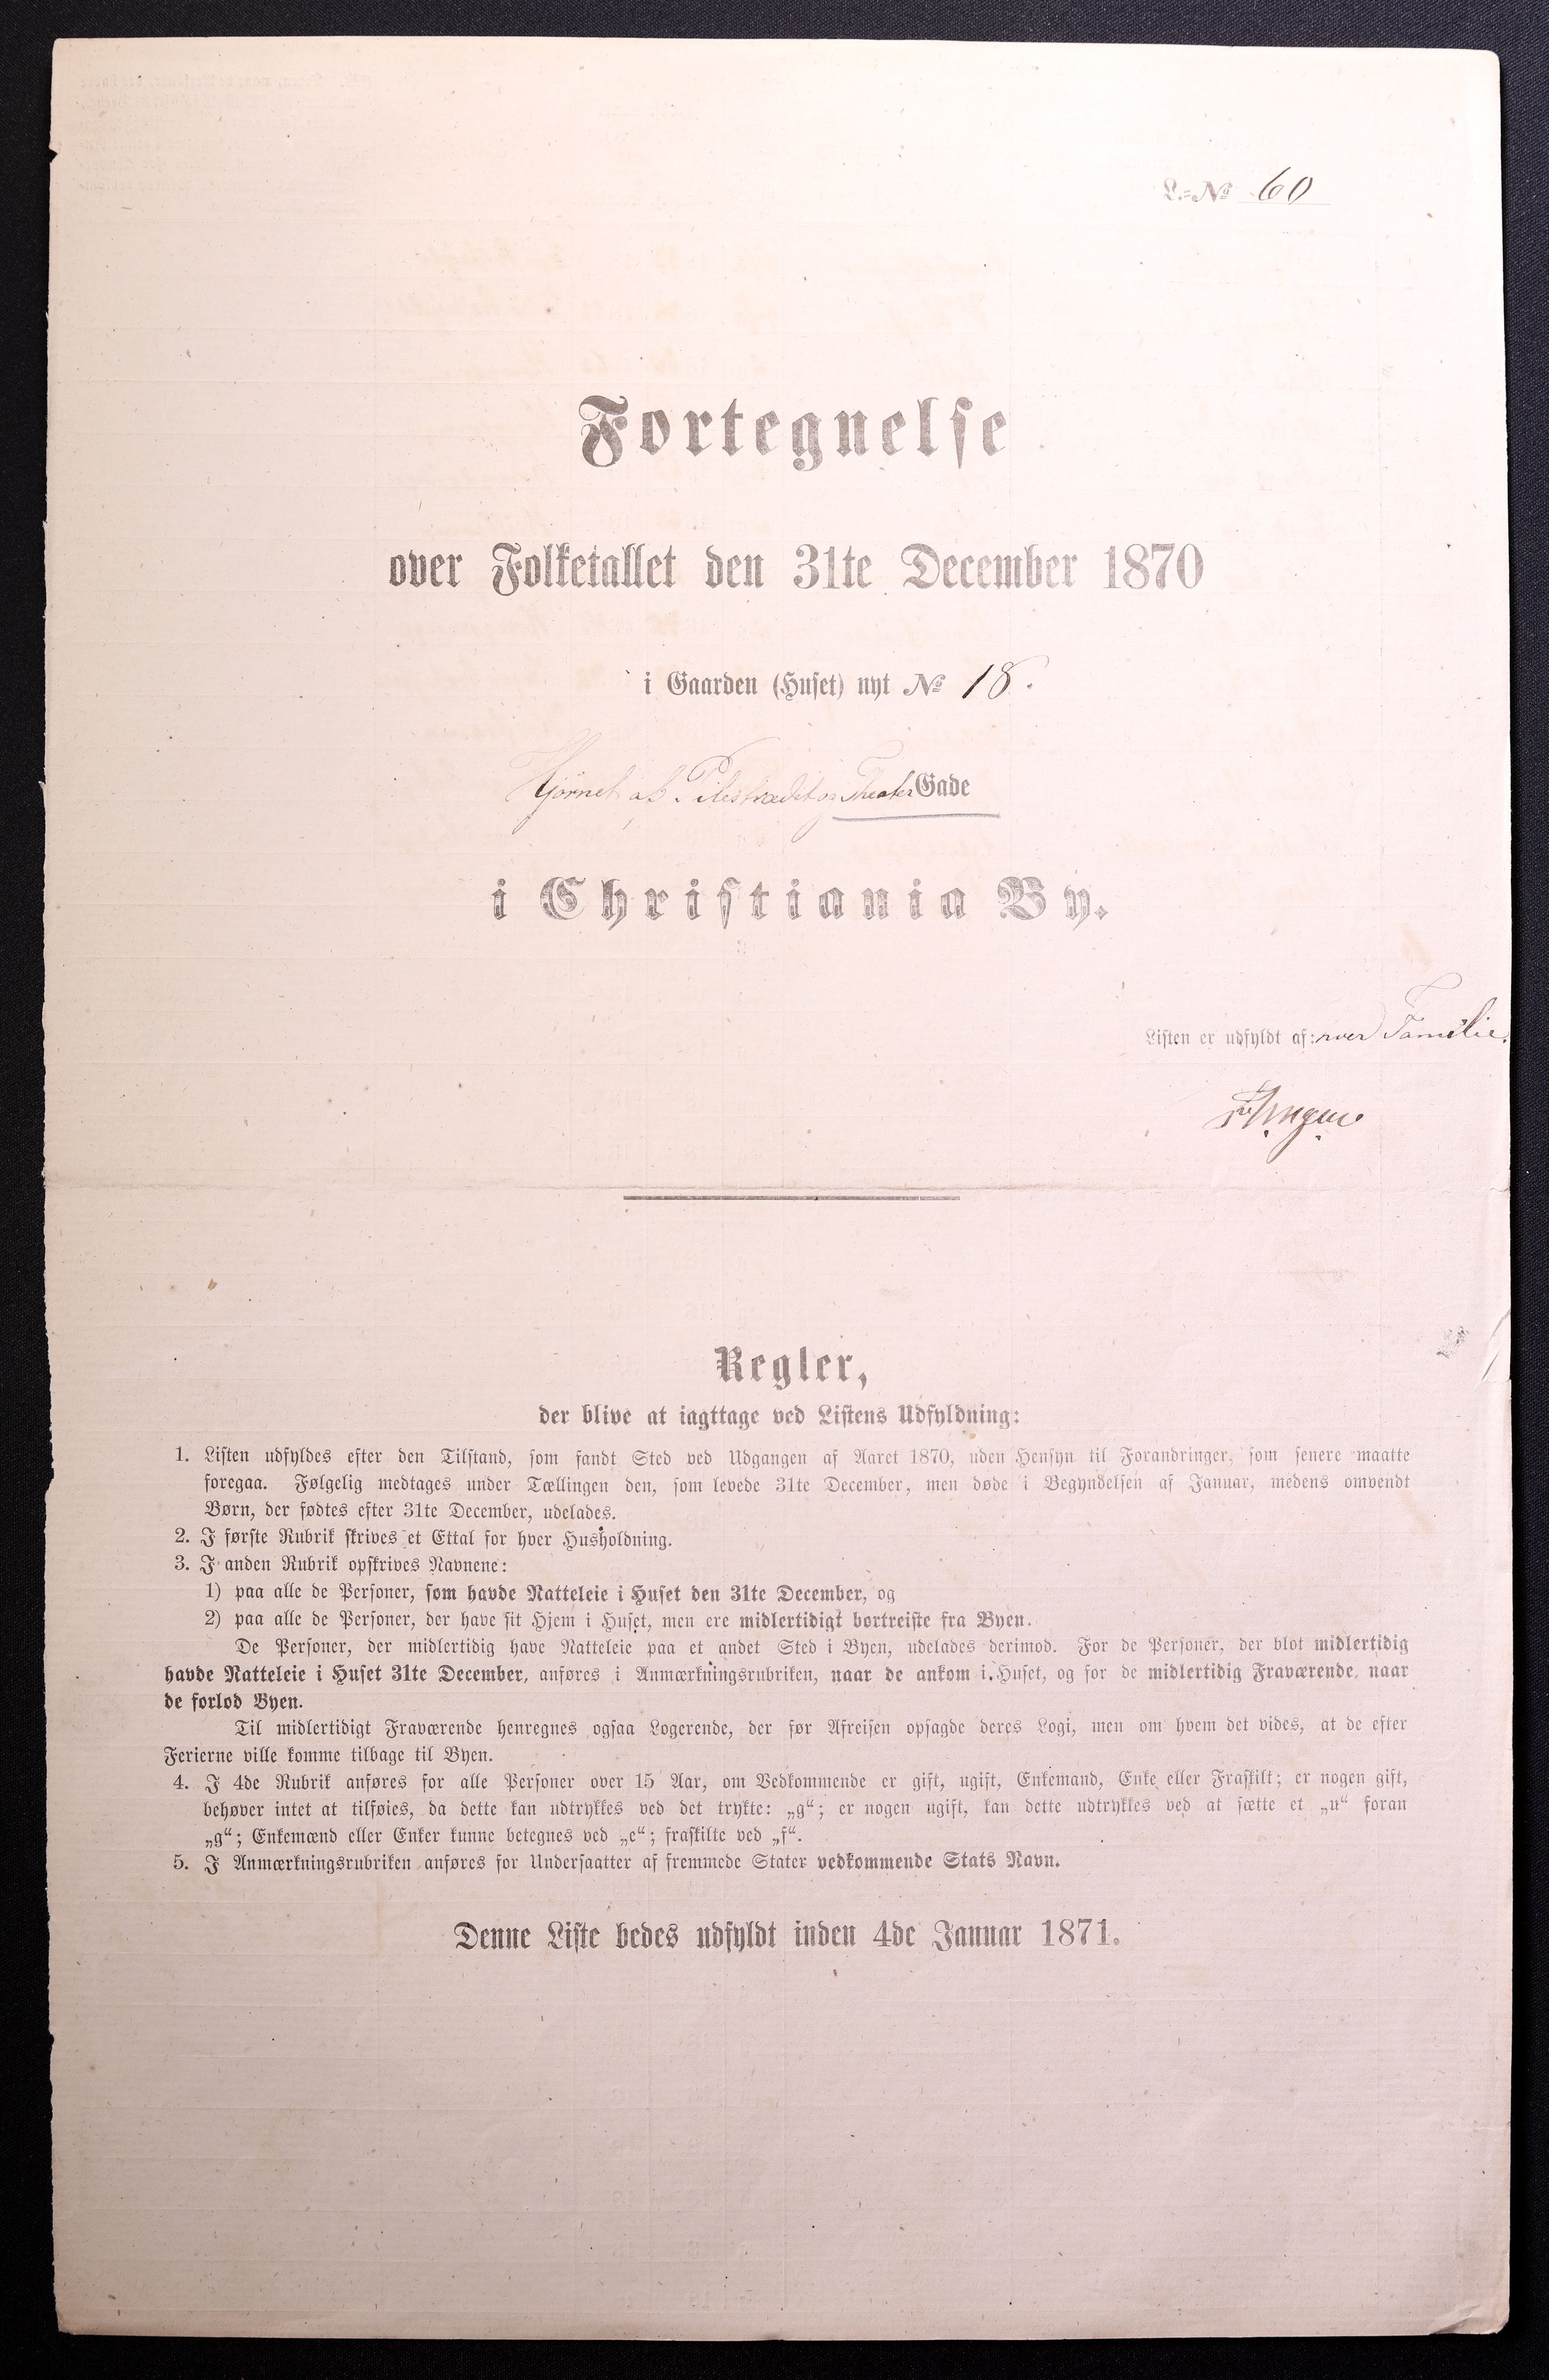 L.=No 60
Fortegnelse
over Folketallet den 31te December 1870
i Gaarden (Huset) nyt No 18.
Hjørnet af Pilestrædet og Theater Gade
i Christiania By.
Listen er udfyldt af: hver Familie.
Regler,
der blive at iagttage ved Listens Udfyldning:
1. Listen udfyldes efter den Tilstand, som fandt Sted ved Udgangen af Aaret 1870, uden Hensyn til Forandringer, som senere maatte
foregaa. Følgelig medtages under Tællingen den, som levede 31te December, men døde i Begyndelsen af Januar, medens omvendt
Børn, der fødtes efter 31te December, udelades.
2. I første Rubrik skrives et Ettal for hver Husholdning.
3. I anden Rubrik opskrives Navnene:
1) paa alle de Personer, som havde Natteleie i Huset den 31te December, og
2) paa alle de Personer, der have sit Hjem i Huset, men ere midlertidigt bortreiste fra Byen.
De Personer, der midlertidig have Natteleie paa et andet Sted i Byen, udelades derimod. For de Personer, der blot midlertidig
havde Natteleie i Huset 31te December, anføres i Anmærkningsrubriken, naar de ankom i Huset, og for de midlertidig Fraværende, naar
de forlod Byen.
Til midlertidigt Fraværende henregnes ogsaa Logerende, der før Afreisen opsagde deres Logi, men om hvem det vides, at de efter
Ferierne ville komme tilbage til Byen.
4. I 4de Rubrik anføres for alle Personer over 15 Aar, om Vedkommende er gift, ugift, Enkemand, Enke eller Fraskilt; er nogen gift,
behøver intet at tilføies, da dette kan udtrykkes ved det trykte: „g“; er nogen ugift, kan dette udtrykkes ved at sætte et „u“ foran
„g“; Enkemænd eller Enker kunne betegnes ved „e“; fraskilte ved „f“.
5. I Anmærkningsrubriken anføres for Undersaatter af fremmede Stater vedkommende Stats Navn.
Denne Liste bedes udfyldt inden 4de Januar 1871.